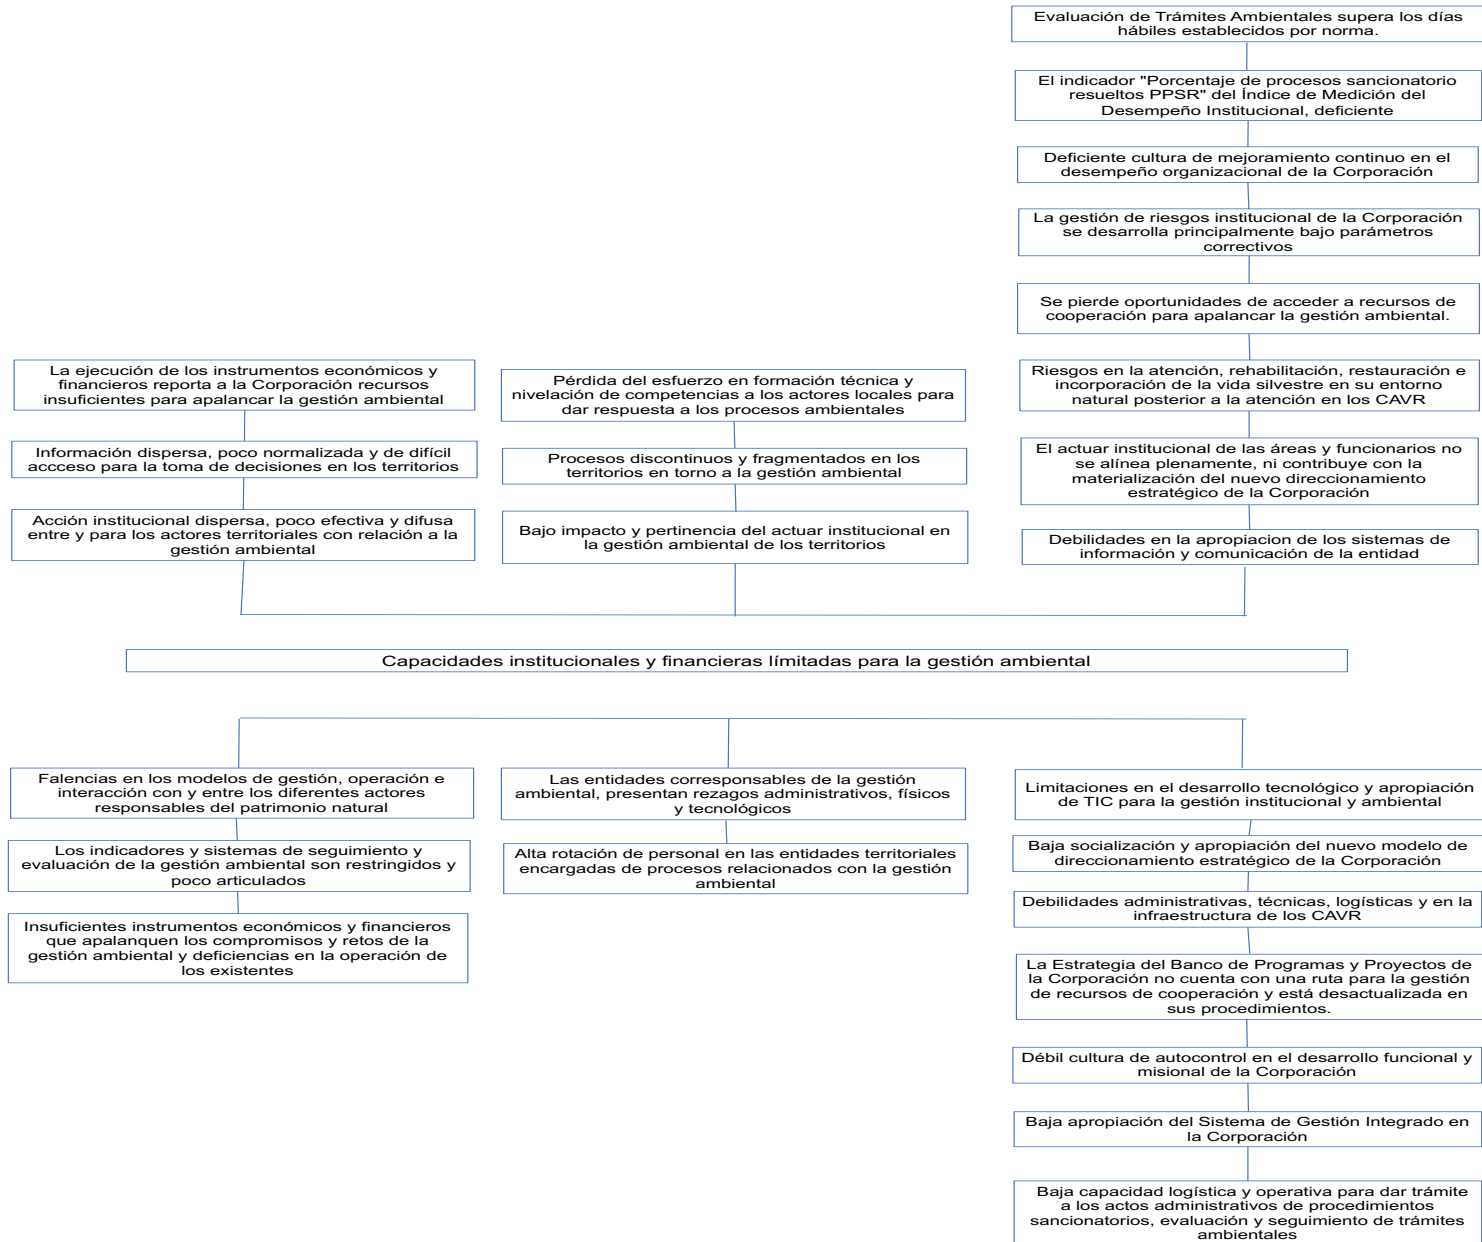 Evaluación de Trámites Ambientales supera los días
hábiles establecidos por norma.
El indicador "Porcentaje de procesos sancionatorio
resueltos PPSR" del Índice de Medición del
Desempeño Institucional, deficiente
Deficiente cultura de mejoramiento continuo en el
desempeño organizacional de la Corporación
La gestión de riesgos institucional de la Corporación
se desarrolla principalmente bajo parámetros
correctivos
Se pierde oportunidades de acceder a recursos de
cooperación para apalancar la gestión ambiental.
La ejecución de los instrumentos económicos y
financieros reporta a la Corporación recursos
insuficientes para apalancar la gestión ambiental
Pérdida del esfuerzo en formación técnica y
nivelación de competencias a los actores locales para
dar respuesta a los procesos ambientales
Riesgos en la atención, rehabilitación, restauración e
incorporación de la vida silvestre en su entorno
natural posterior a la atención en los CAVR
Información dispersa, poco normalizada y de difícil
accceso para la toma de decisiones en los territorios
Procesos discontinuos y fragmentados en los
territorios en torno a la gestión ambiental
El actuar institucional de las áreas y funcionarios no
se alínea plenamente, ni contribuye con la
materialización del nuevo direccionamiento
estratégico de la Corporación
Acción institucional dispersa, poco efectiva y difusa
entre y para los actores territoriales con relación a la
gestión ambiental
Bajo impacto y pertinencia del actuar institucional en
la gestión ambiental de los territorios
Debilidades en la apropiacion de los sistemas de
información y comunicación de la entidad
Capacidades institucionales y financieras límitadas para la gestión ambiental
Falencias en los modelos de gestión, operación e
interacción con y entre los diferentes actores
responsables del patrimonio natural
Las entidades corresponsables de la gestión
ambiental, presentan rezagos administrativos, físicos
y tecnológicos
Limitaciones en el desarrollo tecnológico y apropiación
de TIC para la gestión institucional y ambiental
Los indicadores y sistemas de seguimiento y
evaluación de la gestión ambiental son restringidos y
poco articulados
Alta rotación de personal en las entidades territoriales
encargadas de procesos relacionados con la gestión
ambiental
Baja socialización y apropiación del nuevo modelo de
direccionamiento estratégico de la Corporación
Insuficientes instrumentos económicos y financieros
que apalanquen los compromisos y retos de la
gestión ambiental y deficiencias en la operación de
los existentes
Debilidades administrativas, técnicas, logísticas y en la
infraestructura de los CAVR
La Estrategia del Banco de Programas y Proyectos de
la Corporación no cuenta con una ruta para la gestión
de recursos de cooperación y está desactualizada en
sus procedimientos.
Débil cultura de autocontrol en el desarrollo funcional y
misional de la Corporación
Baja apropiación del Sistema de Gestión Integrado en
la Corporación
Baja capacidad logística y operativa para dar trámite
a los actos administrativos de procedimientos
sancionatorios, evaluación y seguimiento de trámites
ambientales